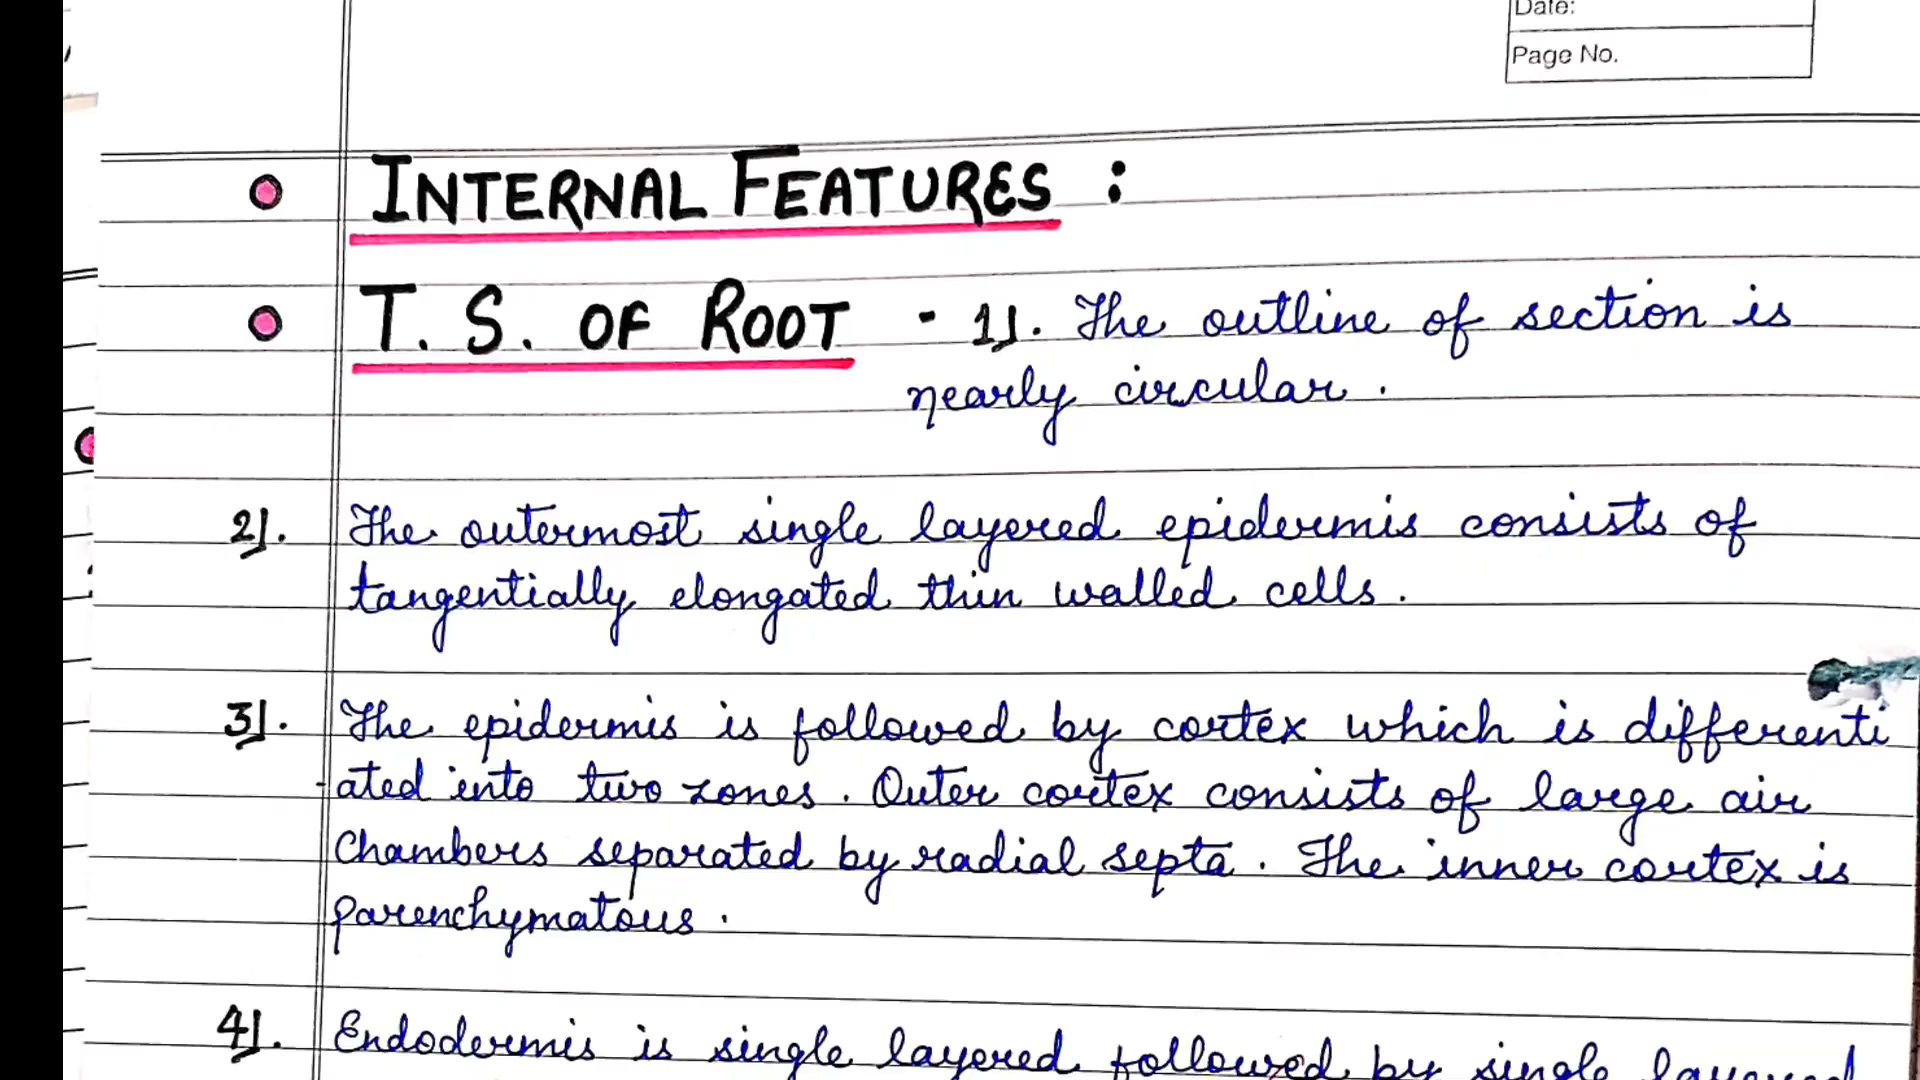 Date:
Page No.
INTERNAL FEATURES :
T. S. OF ROOT - 1). The outline of section is
nearly circular.
2). The outermost single layered epidermis consists of
tangentially elongated thin walled cells.
3). The epidermis is followed by cortex which is differenti
-ated into two zones. Outer cortex consists of large air
chambers separated by radial septa. The inner cortex is
parenchymatous.
4). Endodermis is single layered followed by single layered